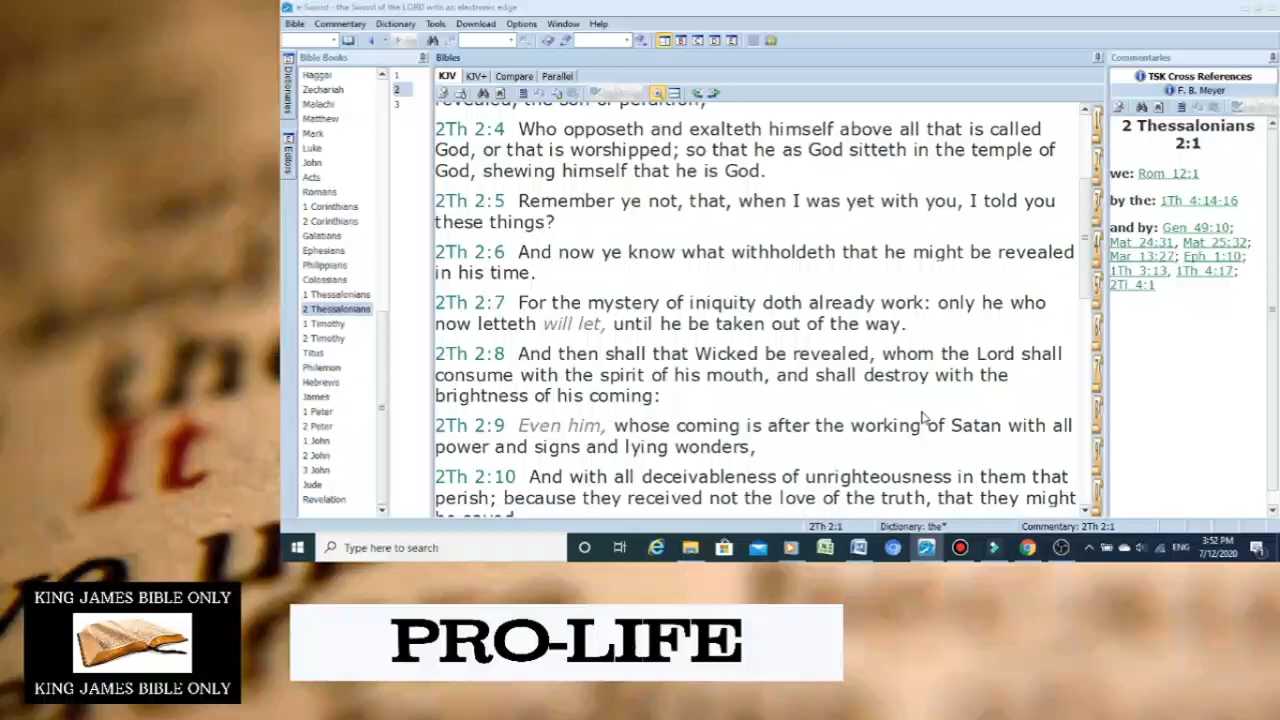 e-Sword - the Sword of the LORD with an electronic edge
Bible Commentary Dictionary Tools Download Options Window Help
Bible Books
Bibles
Commentaries
Dictionaries
Editors
Haggai
Zechariah
Malachi
Matthew
Mark
Luke
John
Acts
Romans
1 Corinthians
2 Corinthians
Galatians
Ephesians
Philippians
Colossians
1 Thessalonians
2 Thessalonians
1 Timothy
2 Timothy
Titus
Philemon
Hebrews
James
1 Peter
2 Peter
1 John
2 John
3 John
Jude
Revelation
1
2
3
KJV KJV+ Compare Parallel
revealed, the son of perdition;
2Th 2:4 Who opposeth and exalteth himself above all that is called
God, or that is worshipped; so that he as God sitteth in the temple of
God, shewing himself that he is God.
2Th 2:5 Remember ye not, that, when I was yet with you, I told you
these things?
2Th 2:6 And now ye know what withholdeth that he might be revealed
in his time.
2Th 2:7 For the mystery of iniquity doth already work: only he who
now letteth will let, until he be taken out of the way.
2Th 2:8 And then shall that Wicked be revealed, whom the Lord shall
consume with the spirit of his mouth, and shall destroy with the
brightness of his coming:
2Th 2:9 Even him, whose coming is after the working of Satan with all
power and signs and lying wonders,
2Th 2:10 And with all deceivableness of unrighteousness in them that
perish; because they received not the love of the truth, that they might
be saved
TSK Cross References
F. B. Meyer
2 Thessalonians
2:1
we: Rom 12:1
by the: 1Th 4:14-16
and by: Gen 49:10;
Mat 24:31, Mat 25:32;
Mar 13:27; Eph 1:10;
1Th 3:13, 1Th 4:17;
2Ti 4:1
2Th 2:1 Dictionary: the* Commentary: 2Th 2:1
Type here to search
ENG
3:52 PM
7/12/2020
the
It
KING JAMES BIBLE ONLY
KING JAMES BIBLE ONLY
PRO-LIFE